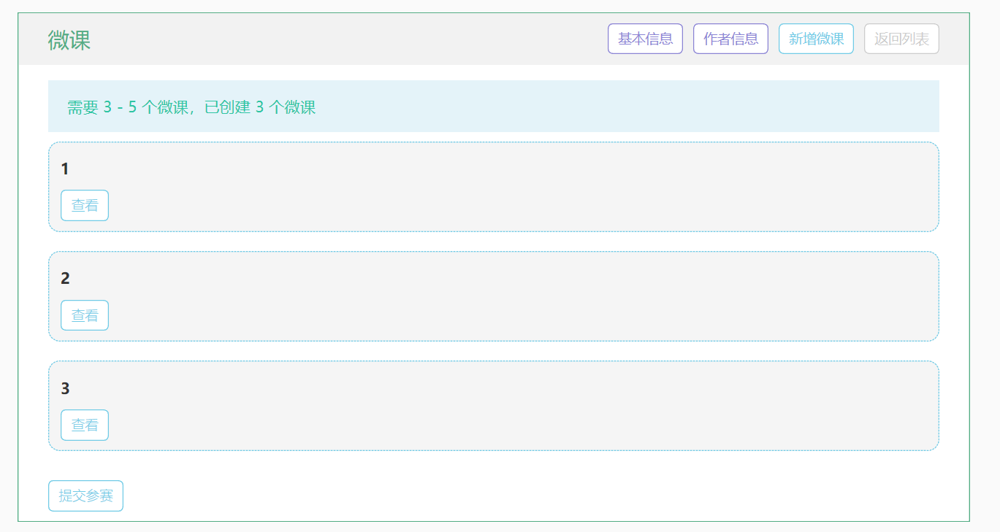 微课
基本信息 作者信息 新增微课 返回列表
需要 3 - 5 个微课，已创建 3 个微课
1
查看
2
查看
3
查看
提交参赛